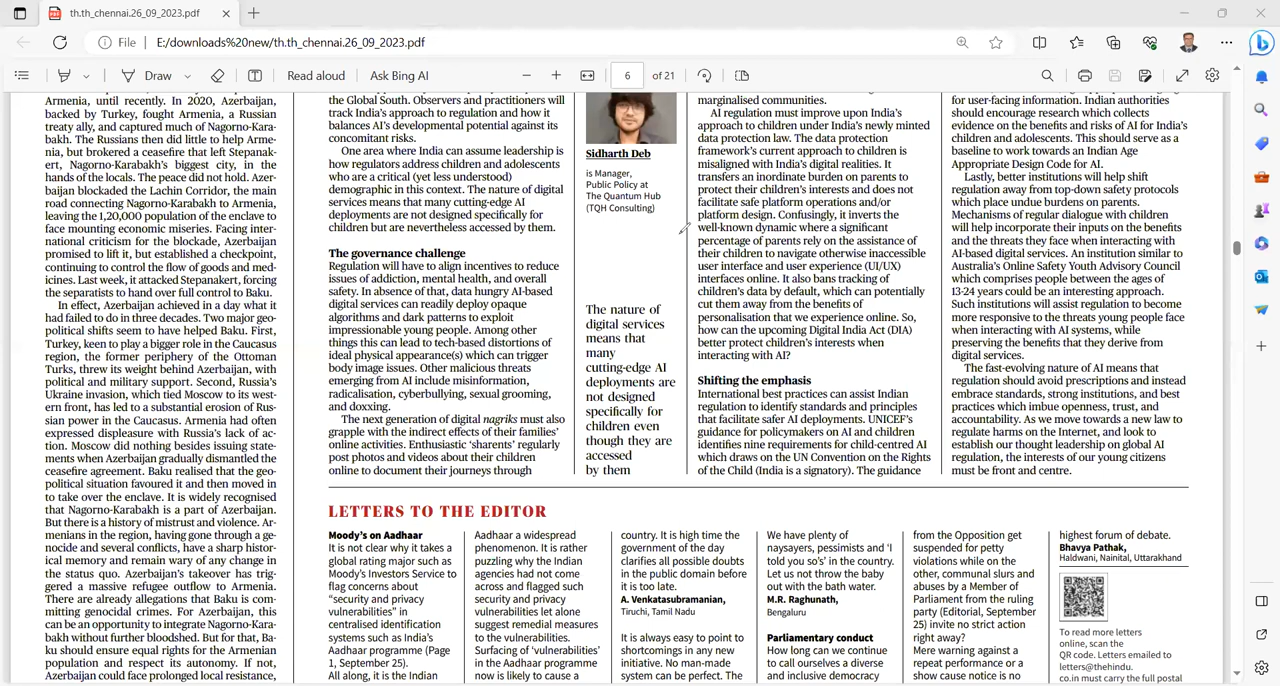 th.th_chennai.26_09_2023.pdf
File
E:/downloads%20new/th.th_chennai.26_09_2023.pdf
Draw
Read aloud
Ask Bing AI
6
of 21
Armenia, until recently. In 2020, Azerbaijan,
backed by Turkey, fought Armenia, a Russian
treaty ally, and captured much of Nagorno-Kara-
bakh. The Russians then did little to help Arme-
nia, but brokered a ceasefire that left Stepanak-
ert, Nagorno-Karabakh's biggest city, in the
hands of the locals. The peace did not hold. Azer-
baijan blockaded the Lachin Corridor, the main
road connecting Nagorno-Karabakh to Armenia,
leaving the 1,20,000 population of the enclave to
face mounting economic miseries. Facing inter-
national criticism for the blockade, Azerbaijan
promised to lift it, but established a checkpoint,
continuing to control the flow of goods and med-
icines. Last week, it attacked Stepanakert, forcing
the separatists to hand over full control to Baku.
In effect, Azerbaijan achieved in a day what it
had failed to do in three decades. Two major geo-
political shifts seem to have helped Baku. First,
Turkey, keen to play a bigger role in the Caucasus
region, the former periphery of the Ottoman
Turks, threw its weight behind Azerbaijan, with
political and military support. Second, Russia's
Ukraine invasion, which tied Moscow to its west-
ern front, has led to a substantial erosion of Rus-
sian power in the Caucasus. Armenia had often
expressed displeasure with Russia's lack of ac-
tion. Moscow did nothing besides issuing state-
ments when Azerbaijan gradually dismantled the
ceasefire agreement. Baku realised that the geo-
political situation favoured it and then moved in
to take over the enclave. It is widely recognised
that Nagorno-Karabakh is a part of Azerbaijan.
But there is a history of mistrust and violence. Ar-
menians in the region, having gone through a ge-
nocide and several conflicts, have a sharp histor-
ical memory and remain wary of any change in
the status quo. Azerbaijan's takeover has trig-
gered a massive refugee outflow to Armenia.
There are already allegations that Baku is com-
mitting genocidal crimes. For Azerbaijan, this
can be an opportunity to integrate Nagorno-Kara-
bakh without further bloodshed. But for that, Ba-
ku should ensure equal rights for the Armenian
population and respect its autonomy. If not,
Azerbaijan could face prolonged local resistance,
the Global South. Observers and practitioners will
track India's approach to regulation and how it
balances AI's developmental potential against its
concomitant risks.
One area where India can assume leadership is
how regulators address children and adolescents
who are a critical (yet less understood)
demographic in this context. The nature of digital
services means that many cutting-edge AI
deployments are not designed specifically for
children but are nevertheless accessed by them.
The governance challenge
Regulation will have to align incentives to reduce
issues of addiction, mental health, and overall
safety. In absence of that, data hungry AI-based
digital services can readily deploy opaque
algorithms and dark patterns to exploit
impressionable young people. Among other
things this can lead to tech-based distortions of
ideal physical appearance(s) which can trigger
body image issues. Other malicious threats
emerging from AI include misinformation,
radicalisation, cyberbullying, sexual grooming,
and doxxing.
The next generation of digital nagriks must also
grapple with the indirect effects of their families'
online activities. Enthusiastic 'sharents' regularly
post photos and videos about their children
online to document their journeys through
Sidharth Deb
is Manager,
Public Policy at
The Quantum Hub
(TQH Consulting)
The nature of
digital services
means that
many
cutting-edge AI
deployments are
not designed
specifically for
children even
though they are
accessed
by them
marginalised communities.
AI regulation must improve upon India's
approach to children under India's newly minted
data protection law. The data protection
framework's current approach to children is
misaligned with India's digital realities. It
transfers an inordinate burden on parents to
protect their children's interests and does not
facilitate safe platform operations and/or
platform design. Confusingly, it inverts the
well-known dynamic where a significant
percentage of parents rely on the assistance of
their children to navigate otherwise inaccessible
user interface and user experience (UI/UX)
interfaces online. It also bans tracking of
children's data by default, which can potentially
cut them away from the benefits of
personalisation that we experience online. So,
how can the upcoming Digital India Act (DIA)
better protect children's interests when
interacting with AI?
Shifting the emphasis
International best practices can assist Indian
regulation to identify standards and principles
that facilitate safer AI deployments. UNICEF's
guidance for policymakers on AI and children
identifies nine requirements for child-centred AI
which draws on the UN Convention on the Rights
of the Child (India is a signatory). The guidance
for user-facing information. Indian authorities
should encourage research which collects
evidence on the benefits and risks of AI for India's
children and adolescents. This should serve as a
baseline to work towards an Indian Age
Appropriate Design Code for AI.
Lastly, better institutions will help shift
regulation away from top-down safety protocols
which place undue burdens on parents.
Mechanisms of regular dialogue with children
will help incorporate their inputs on the benefits
and the threats they face when interacting with
AI-based digital services. An institution similar to
Australia's Online Safety Youth Advisory Council
which comprises people between the ages of
13-24 years could be an interesting approach.
Such institutions will assist regulation to become
more responsive to the threats young people face
when interacting with AI systems, while
preserving the benefits that they derive from
digital services.
The fast-evolving nature of AI means that
regulation should avoid prescriptions and instead
embrace standards, strong institutions, and best
practices which imbue openness, trust, and
accountability. As we move towards a new law to
regulate harms on the Internet, and look to
establish our thought leadership on global AI
regulation, the interests of our young citizens
must be front and centre.
LETTERS TO THE EDITOR
Moody's on Aadhaar
It is not clear why it takes a
global rating major such as
Moody's Investors Service to
flag concerns about
"security and privacy
vulnerabilities" in
centralised identification
systems such as India's
Aadhaar programme (Page
1, September 25).
All along, it is the Indian
Aadhaar a widespread
phenomenon. It is rather
puzzling why the Indian
agencies had not come
across and flagged such
security and privacy
vulnerabilities let alone
suggest remedial measures
to the vulnerabilities.
Surfacing of 'vulnerabilities'
in the Aadhaar programme
now is likely to cause a
country. It is high time the
government of the day
clarifies all possible doubts
in the public domain before
it is too late.
A. Venkatasubramanian,
Tiruchi, Tamil Nadu
It is always easy to point to
shortcomings in any new
initiative. No man-made
system can be perfect. The
We have plenty of
naysayers, pessimists and 'I
told you so's' in the country.
Let us not throw the baby
out with the bath water.
M.R. Raghunath,
Bengaluru
Parliamentary conduct
How long can we continue
to call ourselves a diverse
and inclusive democracy
from the Opposition get
suspended for petty
violations while on the
other, communal slurs and
abuses by a Member of
Parliament from the ruling
party (Editorial, September
25) invite no strict action
right away?
Mere warning against a
repeat performance or a
show cause notice is no
highest forum of debate.
Bhavya Pathak,
Haldwani, Nainital, Uttarakhand
To read more letters
online, scan the
QR code. Letters emailed to
letters@thehindu.
co.in must carry the full postal